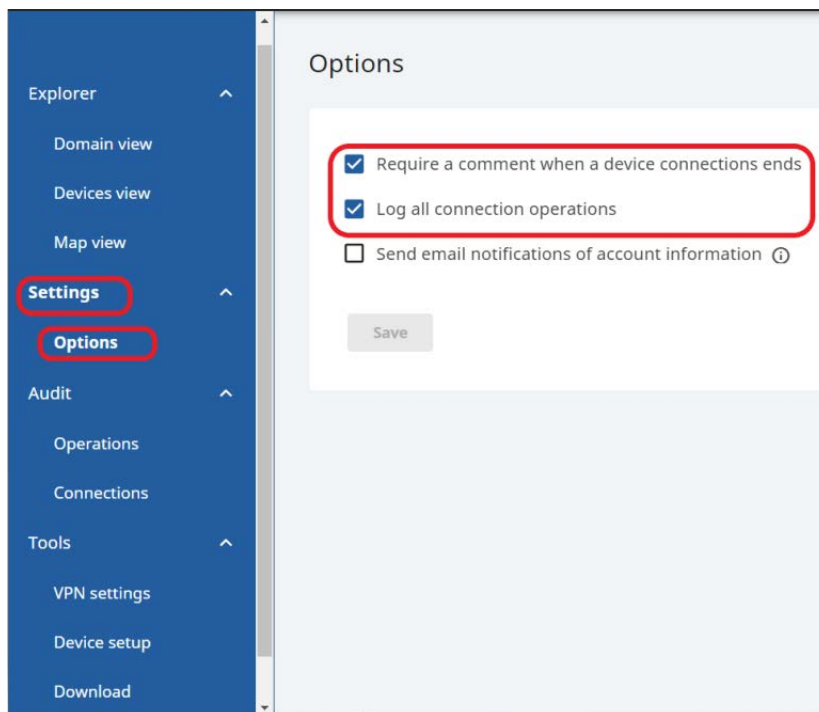 Explorer
Domain view
Devices view
Map view
Settings
Options
Audit
Operations
Connections
Tools
VPN settings
Device setup
Download
Options
Require a comment when a device connections ends
Log all connection operations
Send email notifications of account information
Save